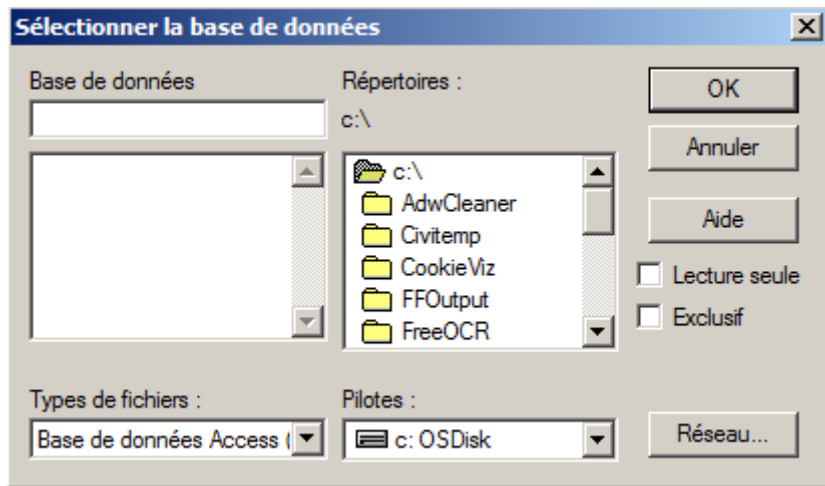 Sélectionner la base de données
Base de données
Répertoires :
c:\
c:\
AdwCleaner
Civitemp
CookieViz
FFOutput
FreeOCR
OK
Annuler
Aide
Lecture seule
Exclusif
Types de fichiers :
Base de données Access (
Pilotes :
c: OSDisk
Réseau...